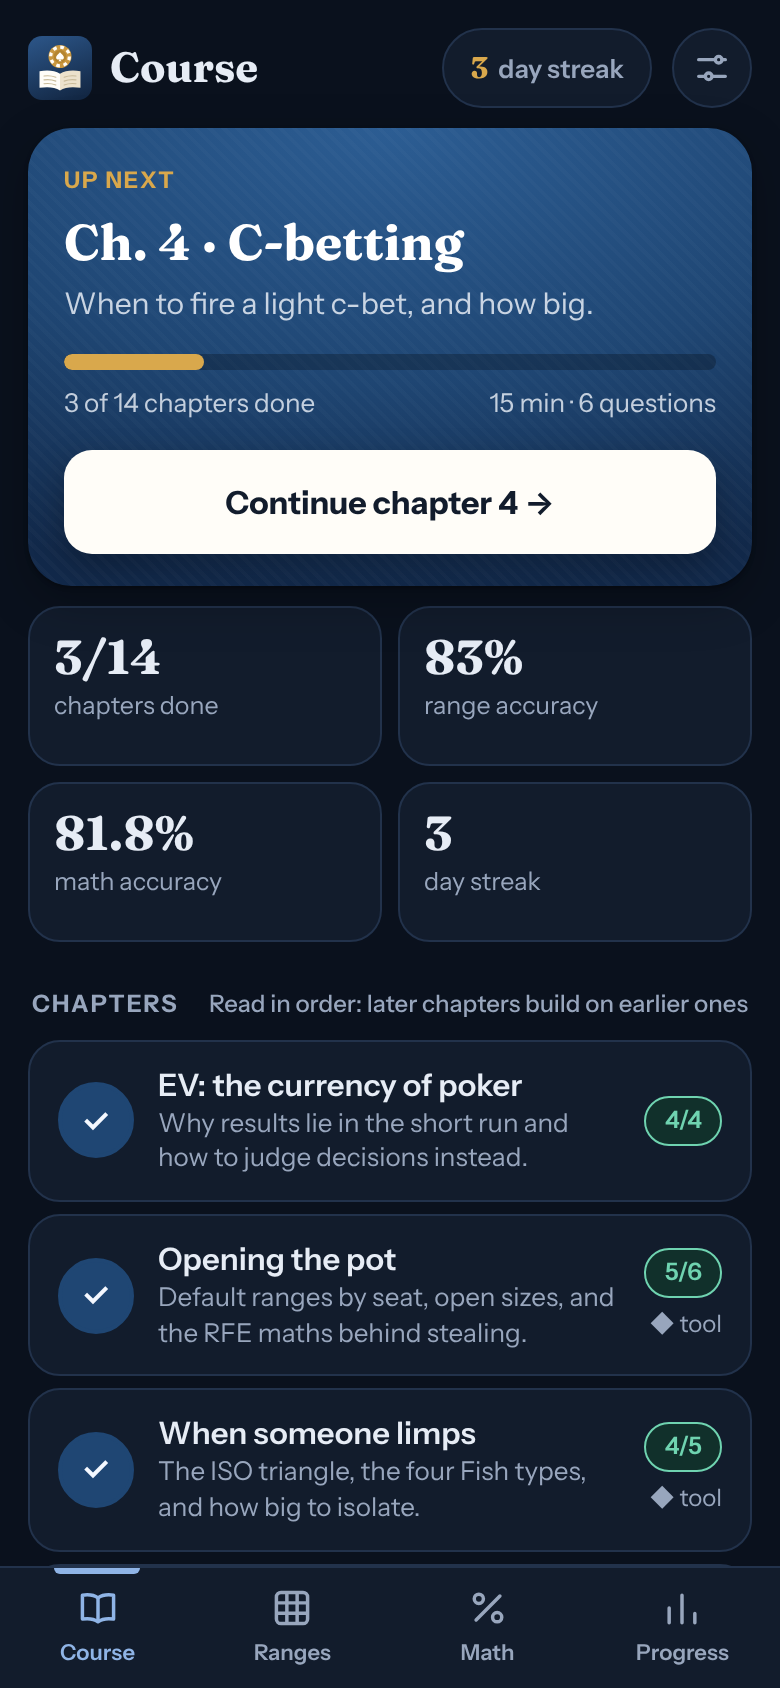 Course
3 day streak
UP NEXT
Ch. 4 · C-betting
When to fire a light c-bet, and how big.
3 of 14 chapters done
15 min · 6 questions
Continue chapter 4 →
3/14
chapters done
83%
range accuracy
81.8%
math accuracy
3
day streak
CHAPTERS
Read in order: later chapters build on earlier ones
EV: the currency of poker
Why results lie in the short run and
how to judge decisions instead.
4/4
Opening the pot
Default ranges by seat, open sizes, and
the RFE maths behind stealing.
5/6
◆ tool
When someone limps
The ISO triangle, the four Fish types,
and how big to isolate.
4/5
◆ tool
Course
Ranges
Math
Progress